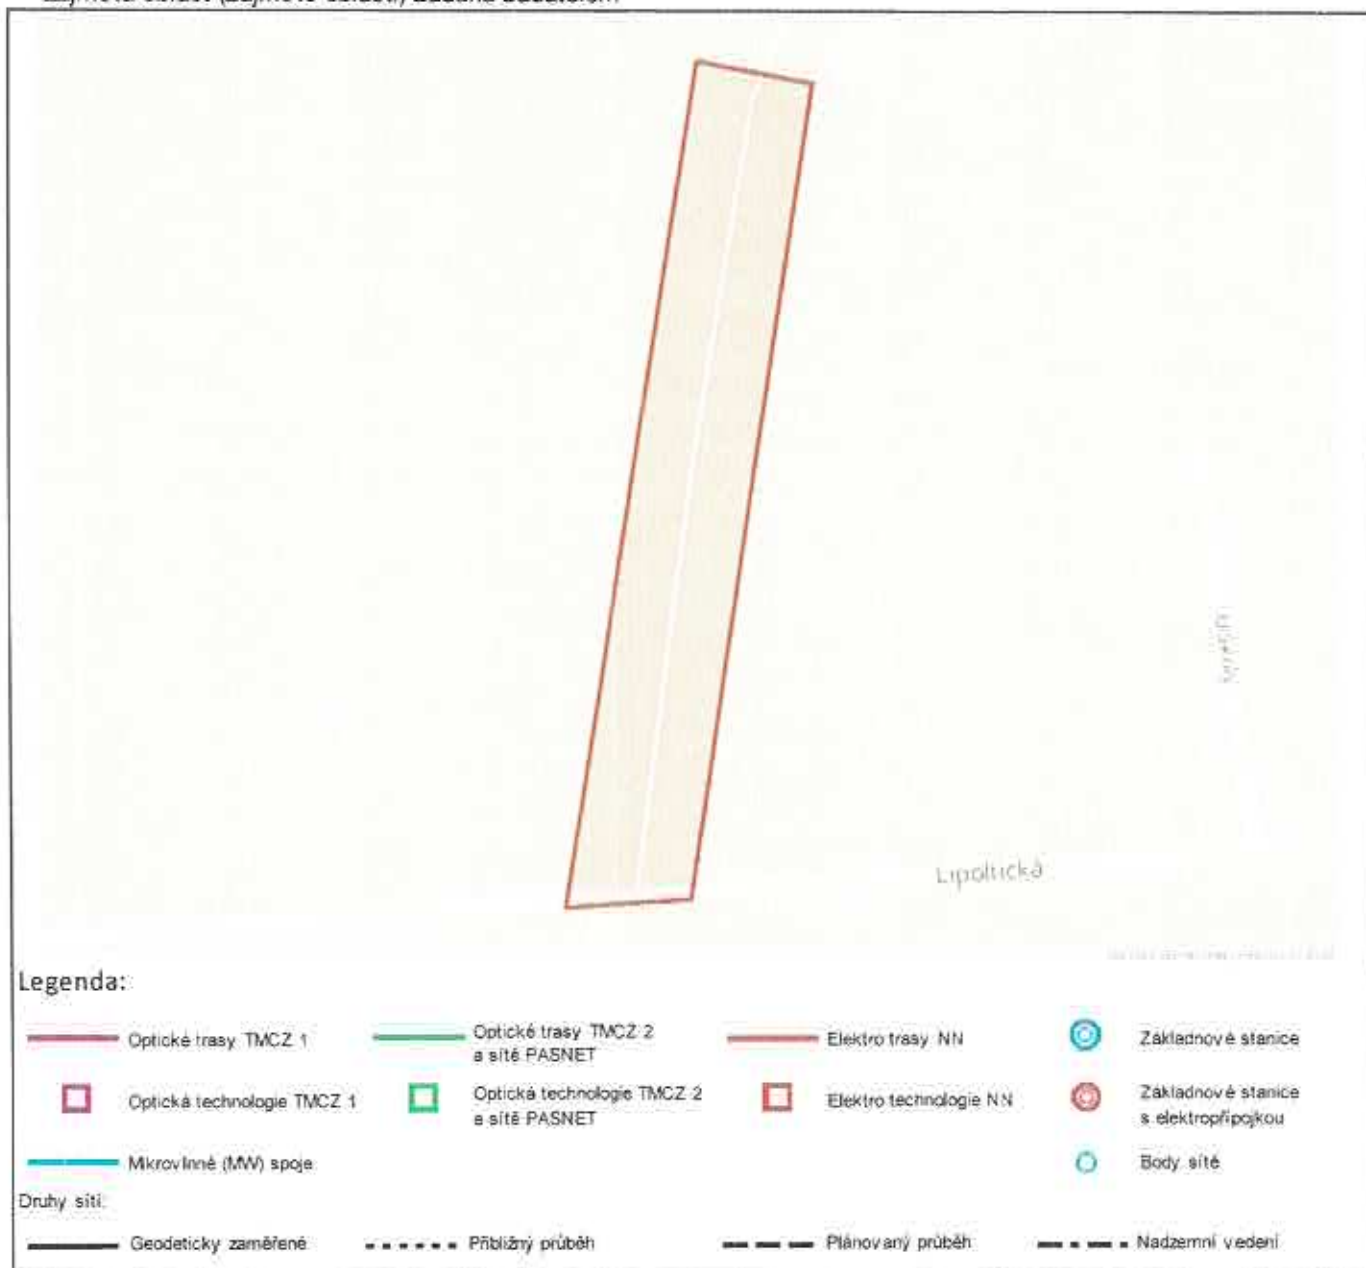 Lipoltická
Legenda:
Optické trasy TMCZ 1
Optické trasy TMCZ 2
a sítě PASNET
Elektro trasy NN
Základnové stanice
Optická technologie TMCZ 1
Optická technologie TMCZ 2
a sítě PASNET
Elektro technologie NN
Základnové stanice
s elektropřípojkou
Mikrovlnné (MW) spoje
Body sítě
Druhy sítí:
Geodeticky zaměřené
Přibližný průběh
Plánovaný průběh
Nadzemní vedení